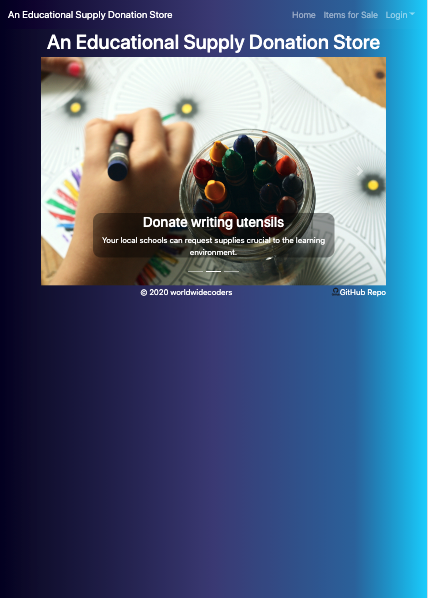 An Educational Supply Donation Store
Home Items for Sale Login
An Educational Supply Donation Store
Donate writing utensils
Your local schools can request supplies crucial to the learning
environment.
© 2020 worldwidecoders
GitHub Repo